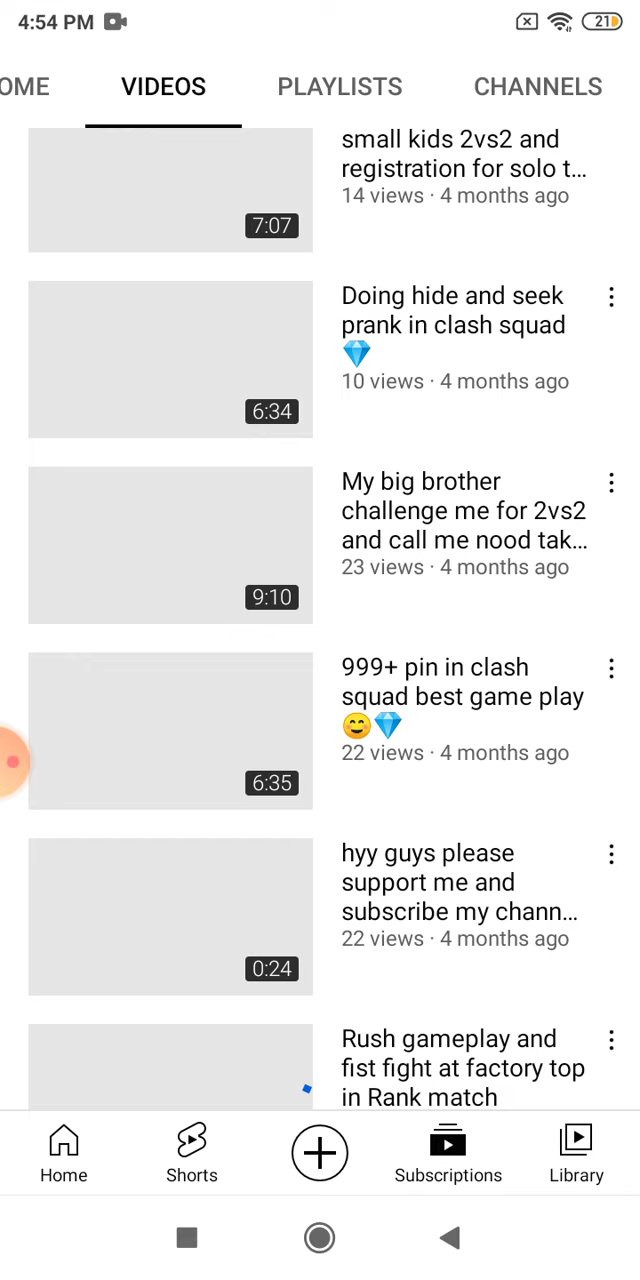 4:54 PM
21
OME
VIDEOS
PLAYLISTS
CHANNELS
small kids 2vs2 and
registration for solo t...
14 views · 4 months ago
7:07
Doing hide and seek
prank in clash squad
💎
10 views · 4 months ago
6:34
My big brother
challenge me for 2vs2
and call me nood tak...
23 views · 4 months ago
9:10
999+ pin in clash
squad best game play
😊💎
22 views · 4 months ago
6:35
hyy guys please
support me and
subscribe my chann...
22 views · 4 months ago
0:24
Rush gameplay and
fist fight at factory top
in Rank match
Home
Shorts
Subscriptions
Library